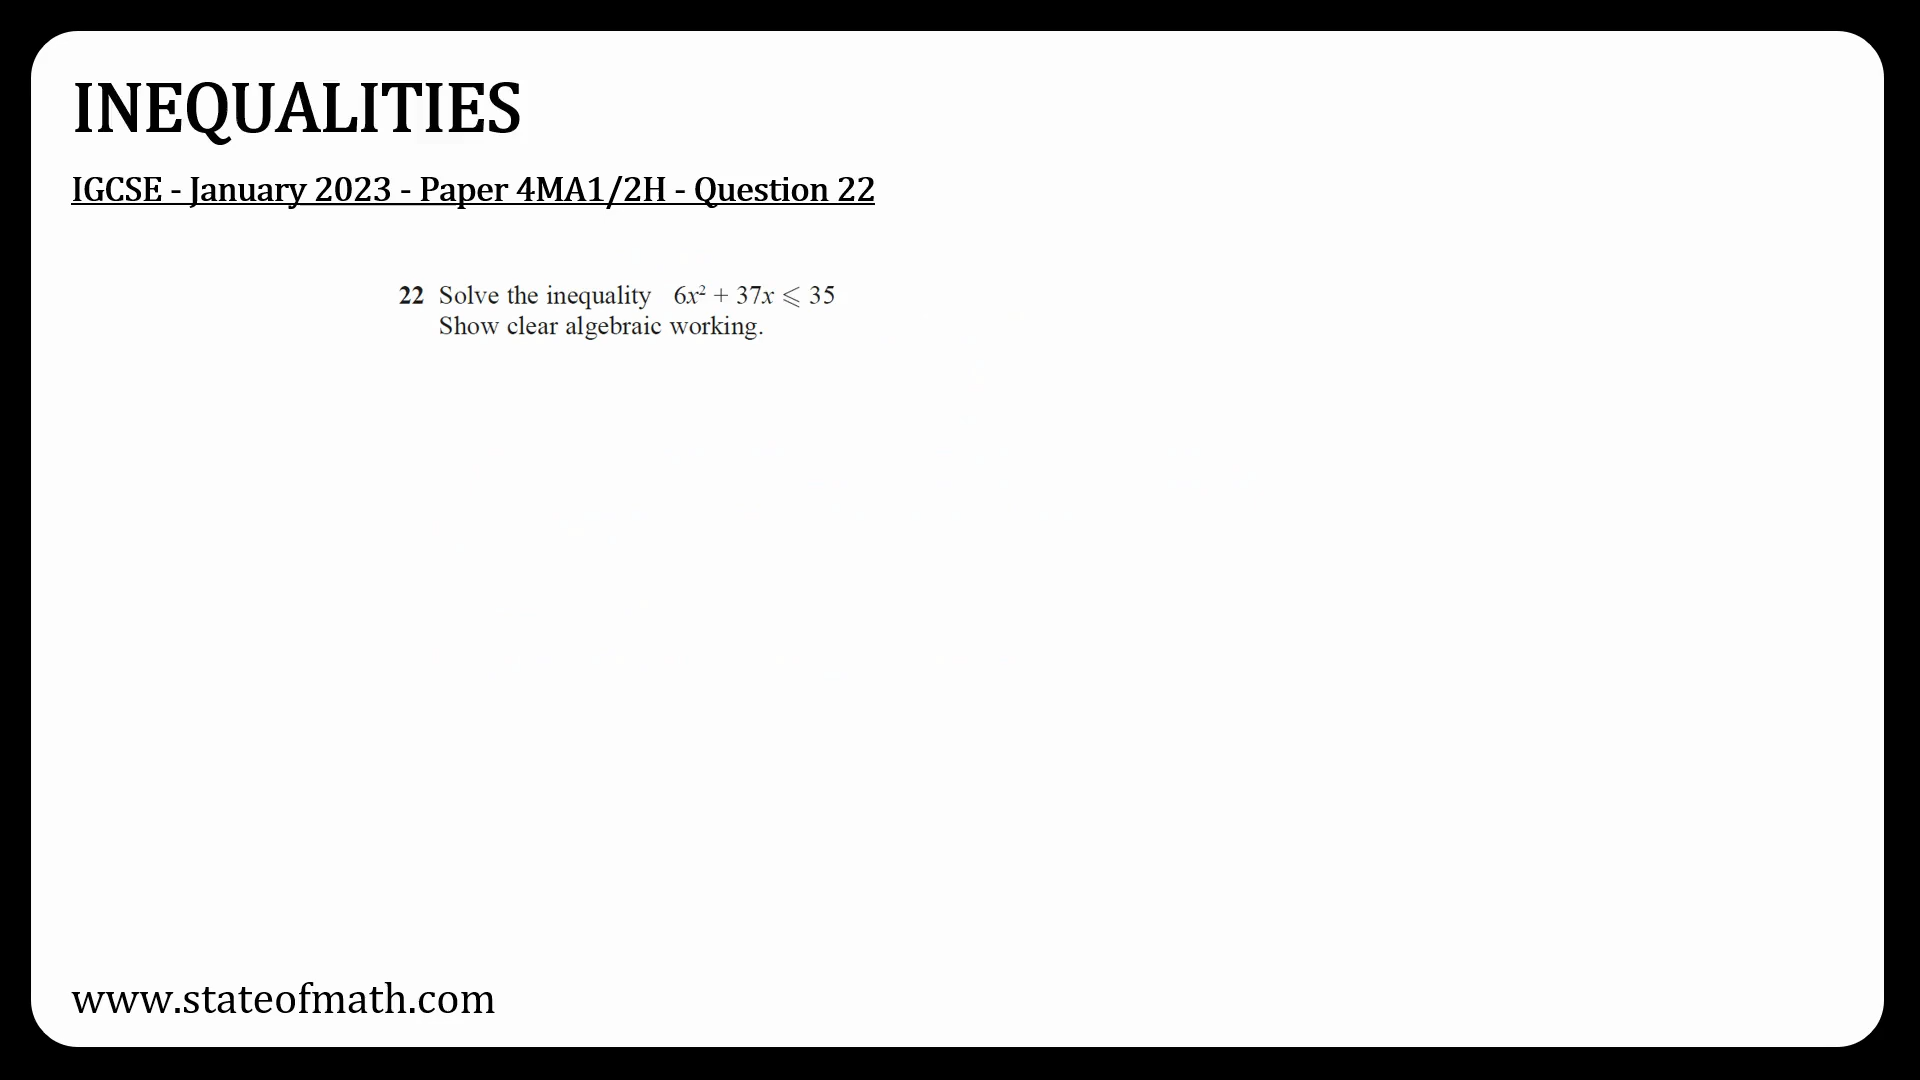 INEQUALITIES
IGCSE - January 2023 - Paper 4MA1/2H - Question 22
22 Solve the inequality 6x² + 37x ⩽ 35
Show clear algebraic working.
www.stateofmath.com